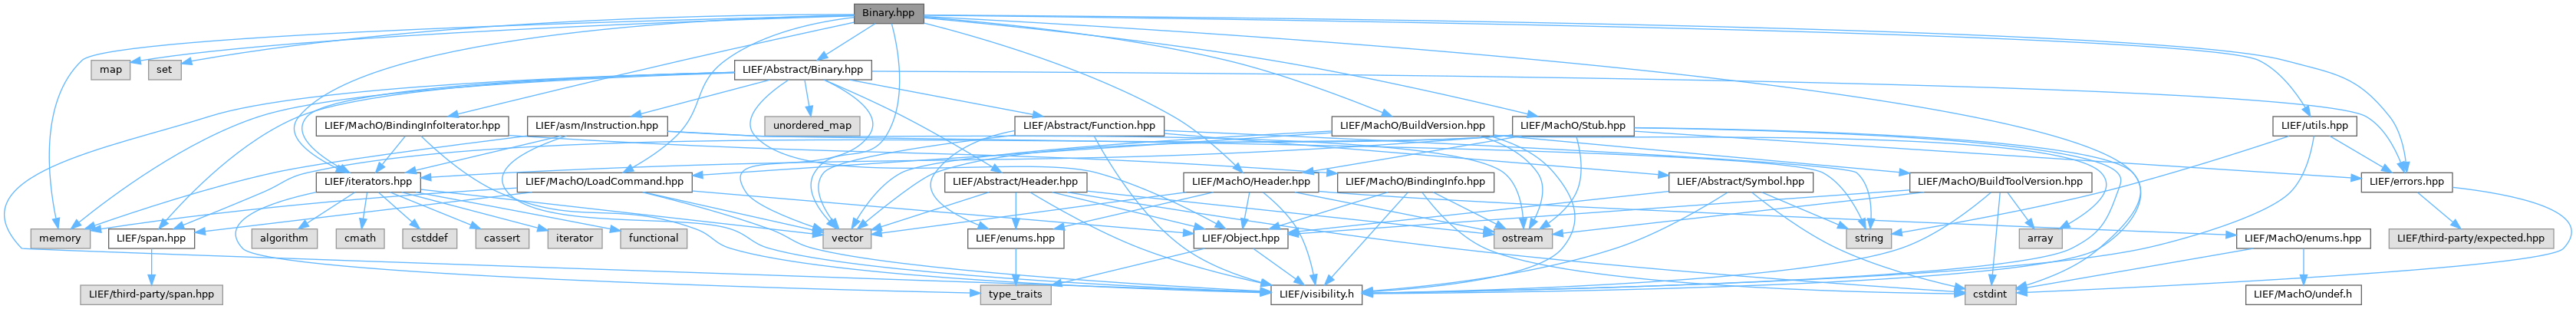 Binary.hpp
map
set
LIEF/Abstract/Binary.hpp
LIEF/MachO/BindingInfoIterator.hpp
LIEF/asm/Instruction.hpp
unordered_map
LIEF/Abstract/Function.hpp
LIEF/MachO/BuildVersion.hpp
LIEF/MachO/Stub.hpp
LIEF/utils.hpp
LIEF/iterators.hpp
LIEF/MachO/LoadCommand.hpp
LIEF/Abstract/Header.hpp
LIEF/MachO/Header.hpp
LIEF/MachO/BindingInfo.hpp
LIEF/Abstract/Symbol.hpp
LIEF/MachO/BuildToolVersion.hpp
LIEF/errors.hpp
memory
LIEF/span.hpp
algorithm
cmath
cstddef
cassert
iterator
functional
vector
LIEF/enums.hpp
LIEF/Object.hpp
ostream
string
array
LIEF/MachO/enums.hpp
LIEF/third-party/expected.hpp
LIEF/third-party/span.hpp
type_traits
LIEF/visibility.h
cstdint
LIEF/MachO/undef.h